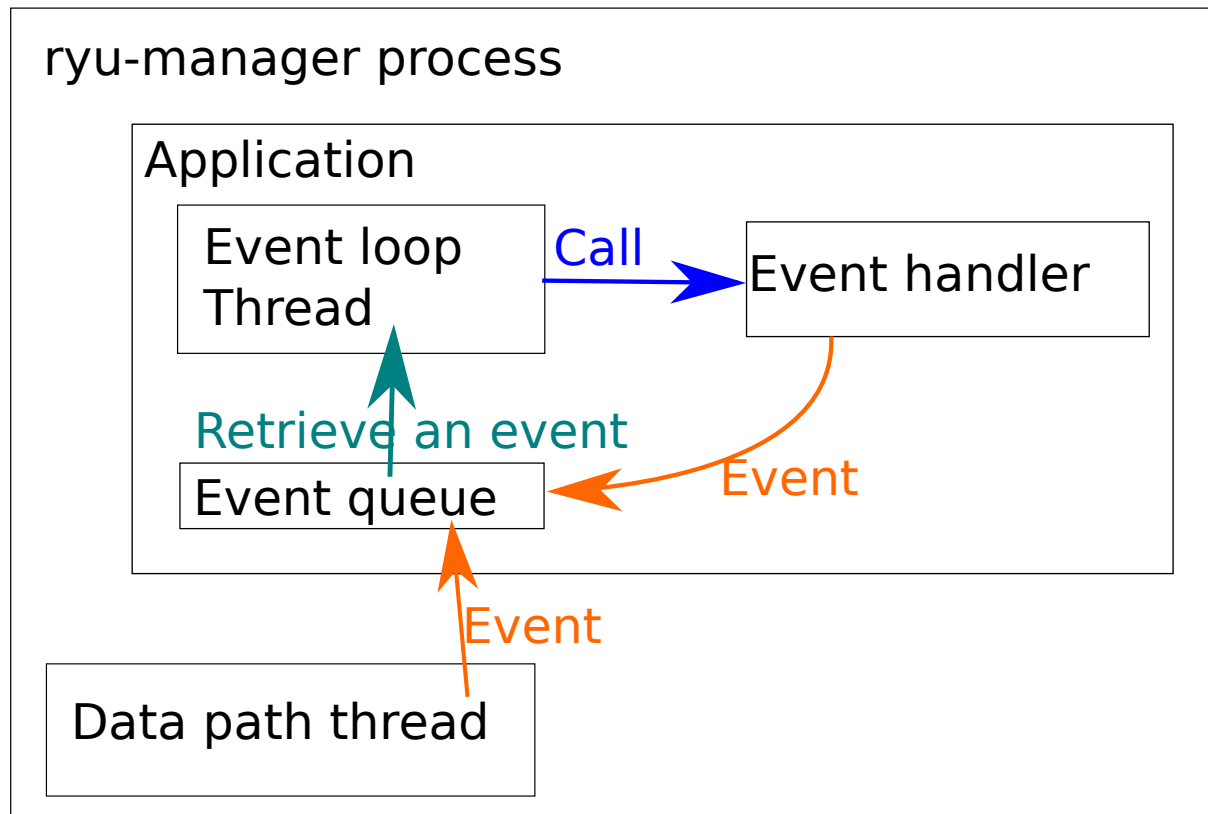 ryu-manager process
Application
Event loop
Thread
Call
Event handler
Retrieve an event
Event queue
Event
Event
Data path thread